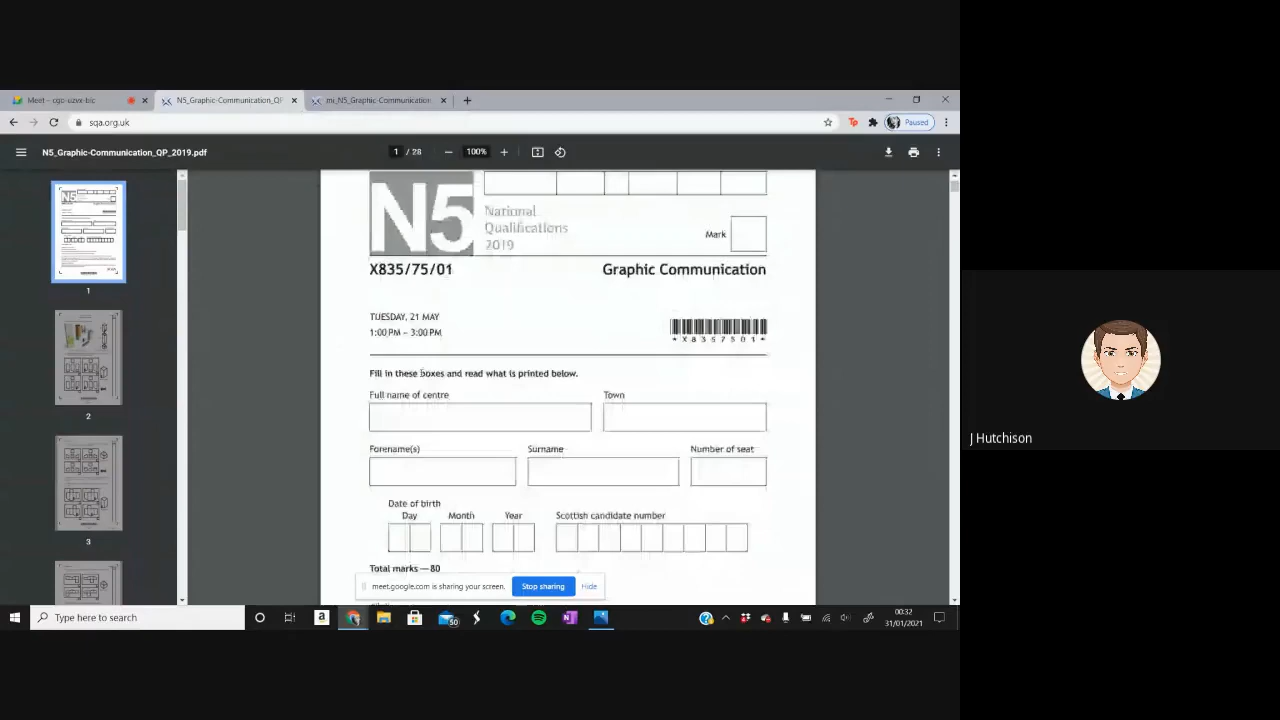 Meet – cgo-uzvx-bic
N5_Graphic-Communication_QP
mi_N5_Graphic-Communication
sqa.org.uk
Paused
N5_Graphic-Communication_QP_2019.pdf
1 / 28
100%
N5
National
Qualifications
2019
Mark
X835/75/01
Graphic Communication
TUESDAY, 21 MAY
1:00 PM – 3:00 PM
*X8357501*
Fill in these boxes and read what is printed below.
Full name of centre
Town
Forename(s)
Surname
Number of seat
Date of birth
Day
Month
Year
Scottish candidate number
Total marks — 80
meet.google.com is sharing your screen.
Stop sharing
Hide
1
2
3
J Hutchison
Type here to search
a
50
00:32
31/01/2021